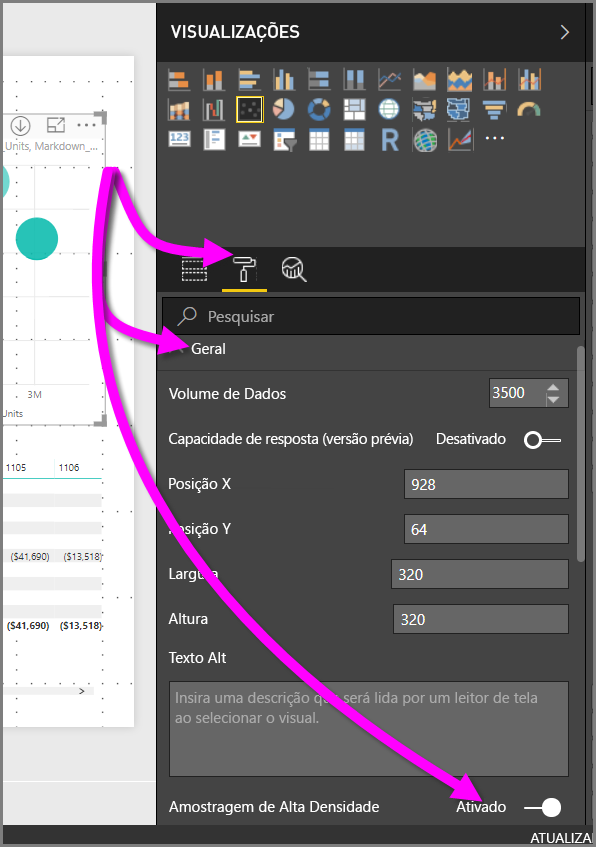 VISUALIZAÇÕES
_Units, Markdown_...
123
R
Pesquisar
Geral
3M
Units
Volume de Dados
3500
Capacidade de resposta (versão prévia)
Desativado
1105
1106
Posição X
928
Posição Y
64
($41,690)
($13,518)
Largura
320
Altura
320
($41,690)
($13,518)
Texto Alt
Insira uma descrição que será lida por um leitor de tela
ao selecionar o visual.
Amostragem de Alta Densidade
Ativado
ATUALIZA